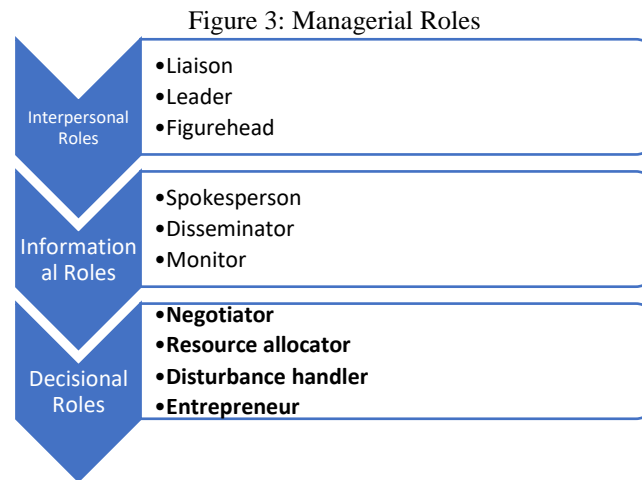 Figure 3: Managerial Roles
Interpersonal
Roles
•Liaison
•Leader
•Figurehead
Information
al Roles
•Spokesperson
•Disseminator
•Monitor
Decisional
Roles
•Negotiator
•Resource allocator
•Disturbance handler
•Entrepreneur